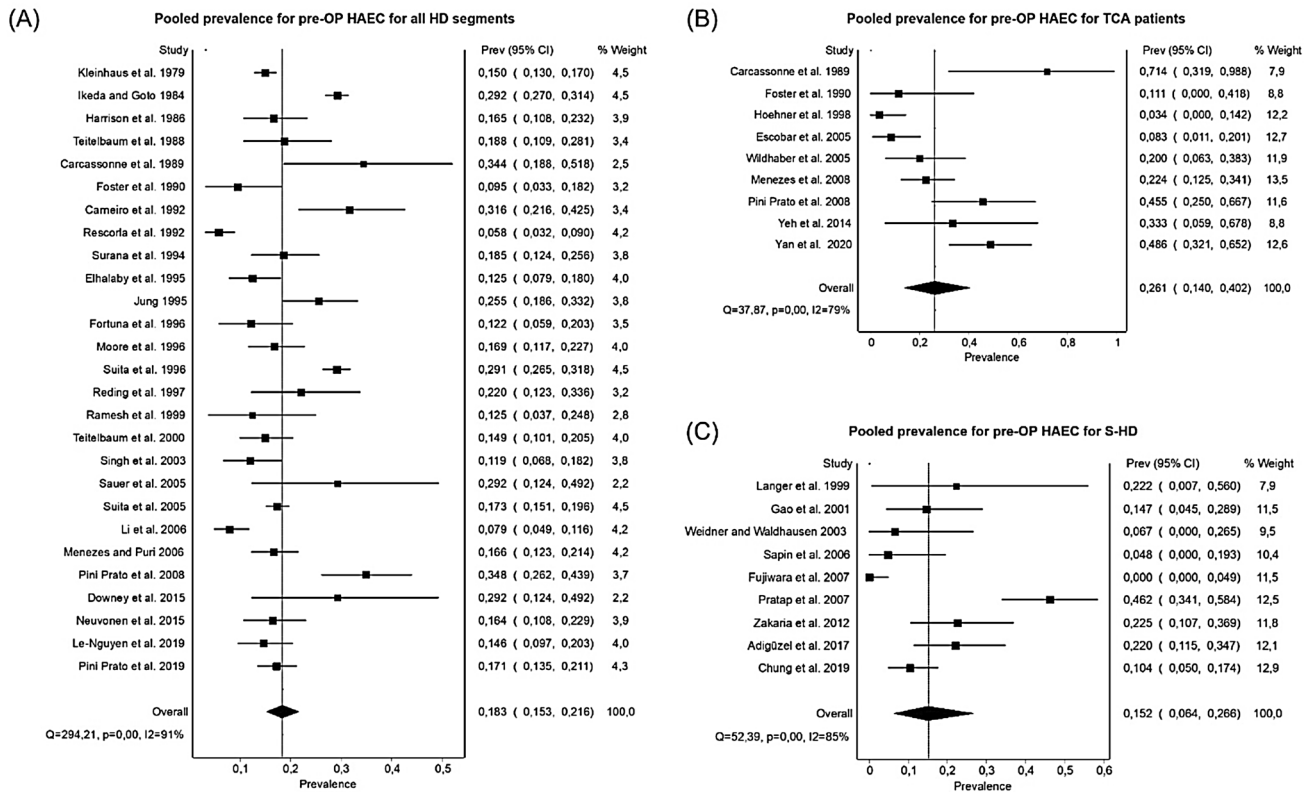 (A)
Pooled prevalence for pre-OP HAEC for all HD segments
Study Prev (95% CI) % Weight
Kleinhaus et al. 1979 0,150 ( 0,130, 0,170) 4,5
Ikeda and Goto 1984 0,292 ( 0,270, 0,314) 4,5
Harrison et al. 1986 0,165 ( 0,108, 0,232) 3,9
Teitelbaum et al. 1988 0,188 ( 0,109, 0,281) 3,4
Carcassonne et al. 1989 0,344 ( 0,188, 0,518) 2,5
Foster et al. 1990 0,095 ( 0,033, 0,182) 3,2
Carneiro et al. 1992 0,316 ( 0,216, 0,425) 3,4
Rescorla et al. 1992 0,058 ( 0,032, 0,090) 4,2
Surana et al. 1994 0,185 ( 0,124, 0,256) 3,8
Elhalaby et al. 1995 0,125 ( 0,079, 0,180) 4,0
Jung 1995 0,255 ( 0,186, 0,332) 3,8
Fortuna et al. 1996 0,122 ( 0,059, 0,203) 3,5
Moore et al. 1996 0,169 ( 0,117, 0,227) 4,0
Suita et al. 1996 0,291 ( 0,265, 0,318) 4,5
Reding et al. 1997 0,220 ( 0,123, 0,336) 3,2
Ramesh et al. 1999 0,125 ( 0,037, 0,248) 2,8
Teitelbaum et al. 2000 0,149 ( 0,101, 0,205) 4,0
Singh et al. 2003 0,119 ( 0,068, 0,182) 3,8
Sauer et al. 2005 0,292 ( 0,124, 0,492) 2,2
Suita et al. 2005 0,173 ( 0,151, 0,196) 4,5
Li et al. 2006 0,079 ( 0,049, 0,116) 4,2
Menezes and Puri 2006 0,166 ( 0,123, 0,214) 4,2
Pini Prato et al. 2008 0,348 ( 0,262, 0,439) 3,7
Downey et al. 2015 0,292 ( 0,124, 0,492) 2,2
Neuvonen et al. 2015 0,164 ( 0,108, 0,229) 3,9
Le-Nguyen et al. 2019 0,146 ( 0,097, 0,203) 4,0
Pini Prato et al. 2019 0,171 ( 0,135, 0,211) 4,3
Overall 0,183 ( 0,153, 0,216) 100,0
Q=294,21, p=0,00, I2=91%
0,1 0,2 0,3 0,4 0,5
Prevalence
(B)
Pooled prevalence for pre-OP HAEC for TCA patients
Study Prev (95% CI) % Weight
Carcassonne et al. 1989 0,714 ( 0,319, 0,988) 7,9
Foster et al. 1990 0,111 ( 0,000, 0,418) 8,8
Hoehner et al. 1998 0,034 ( 0,000, 0,142) 12,2
Escobar et al. 2005 0,083 ( 0,011, 0,201) 12,7
Wildhaber et al. 2005 0,200 ( 0,063, 0,383) 11,9
Menezes et al. 2008 0,224 ( 0,125, 0,341) 13,5
Pini Prato et al. 2008 0,455 ( 0,250, 0,667) 11,6
Yeh et al. 2014 0,333 ( 0,059, 0,678) 8,8
Yan et al. 2020 0,486 ( 0,321, 0,652) 12,6
Overall 0,261 ( 0,140, 0,402) 100,0
Q=37,87, p=0,00, I2=79%
0 0,2 0,4 0,6 0,8 1
Prevalence
(C)
Pooled prevalence for pre-OP HAEC for S-HD
Study Prev (95% CI) % Weight
Langer et al. 1999 0,222 ( 0,007, 0,560) 7,9
Gao et al. 2001 0,147 ( 0,045, 0,289) 11,5
Weidner and Waldhausen 2003 0,067 ( 0,000, 0,265) 9,5
Sapin et al. 2006 0,048 ( 0,000, 0,193) 10,4
Fujiwara et al. 2007 0,000 ( 0,000, 0,049) 11,5
Pratap et al. 2007 0,462 ( 0,341, 0,584) 12,5
Zakaria et al. 2012 0,225 ( 0,107, 0,369) 11,8
Adigüzel et al. 2017 0,220 ( 0,115, 0,347) 12,1
Chung et al. 2019 0,104 ( 0,050, 0,174) 12,9
Overall 0,152 ( 0,064, 0,266) 100,0
Q=52,39, p=0,00, I2=85%
0 0,1 0,2 0,3 0,4 0,5 0,6
Prevalence